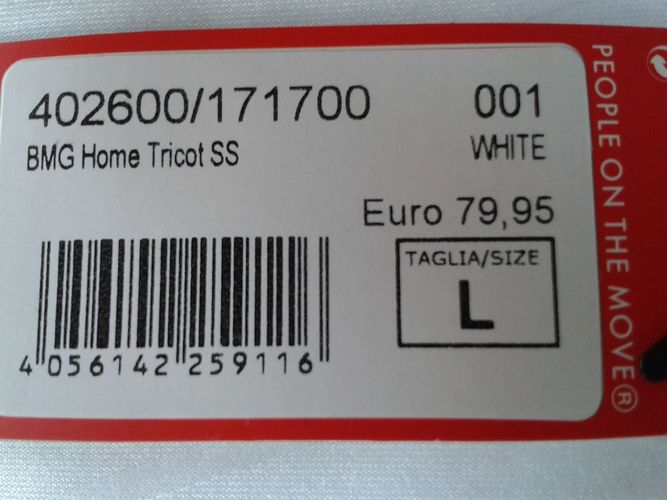 402600/171700 001
BMG Home Tricot SS WHITE
Euro 79,95
TAGLIA/SIZE
L
4 056142 259116
PEOPLE ON THE MOVE®